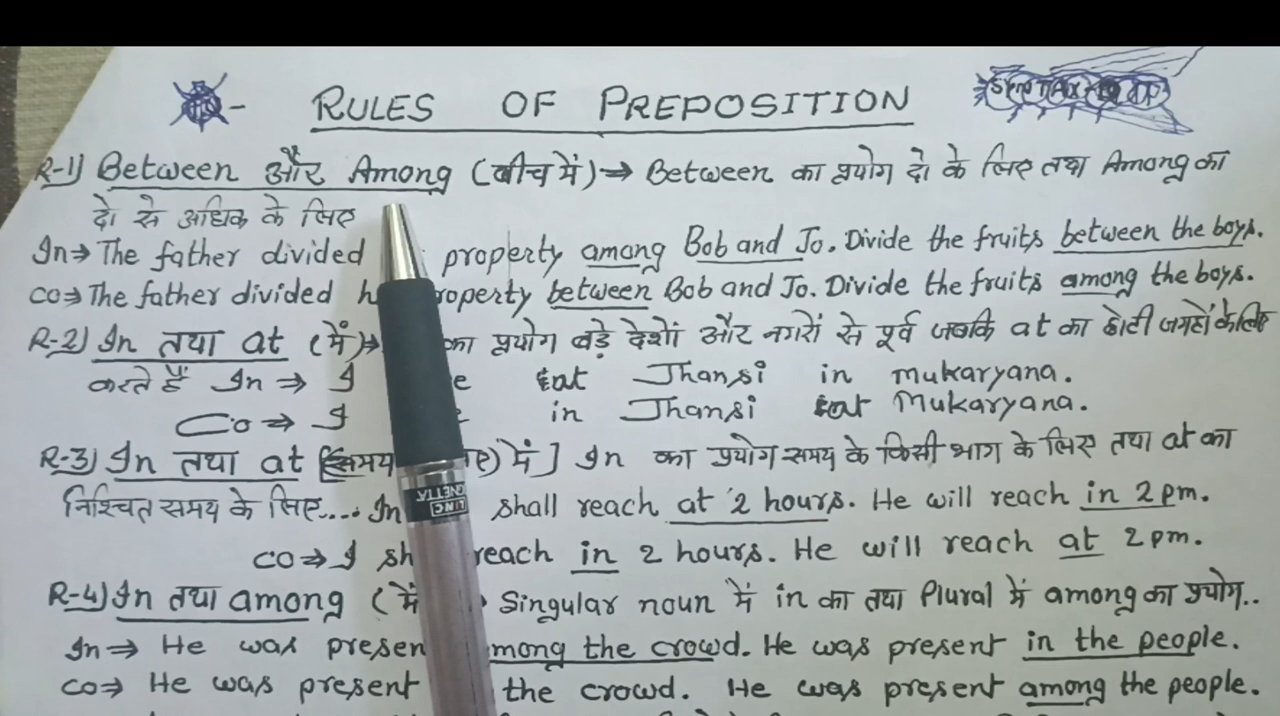 RULES OF PREPOSITION
R-1) Between और Among (बीच में) → Between का प्रयोग दो के लिए तथा Among का
दो से अधिक के लिए
In⇒ The father divided property among Bob and Jo. Divide the fruits between the boys.
CO⇒ The father divided between Bob and Jo. Divide the fruits among the boys.
R-2) In तथा at (में)→ का प्रयोग बड़े देशों और नगरों से पूर्व जबकि at का छोटी जगहों के लिए
करते हैं In ⇒ I at Jhansi in mukaryana.
Co ⇒ I in Jhansi at Mukaryana.
R-3) In तथा at [समय में] In का प्रयोग समय के किसी भाग के लिए तथा at का
निश्चित समय के लिए... In shall reach at 2 hours. He will reach in 2 pm.
CO⇒ I reach in 2 hours. He will reach at 2 pm.
R-4) In तथा among (में Singular noun में in का तथा Plural में among का प्रयोग..
In ⇒ He was the crowd. He was present in the people.
CO⇒ He was present the crowd. He was present among the people.